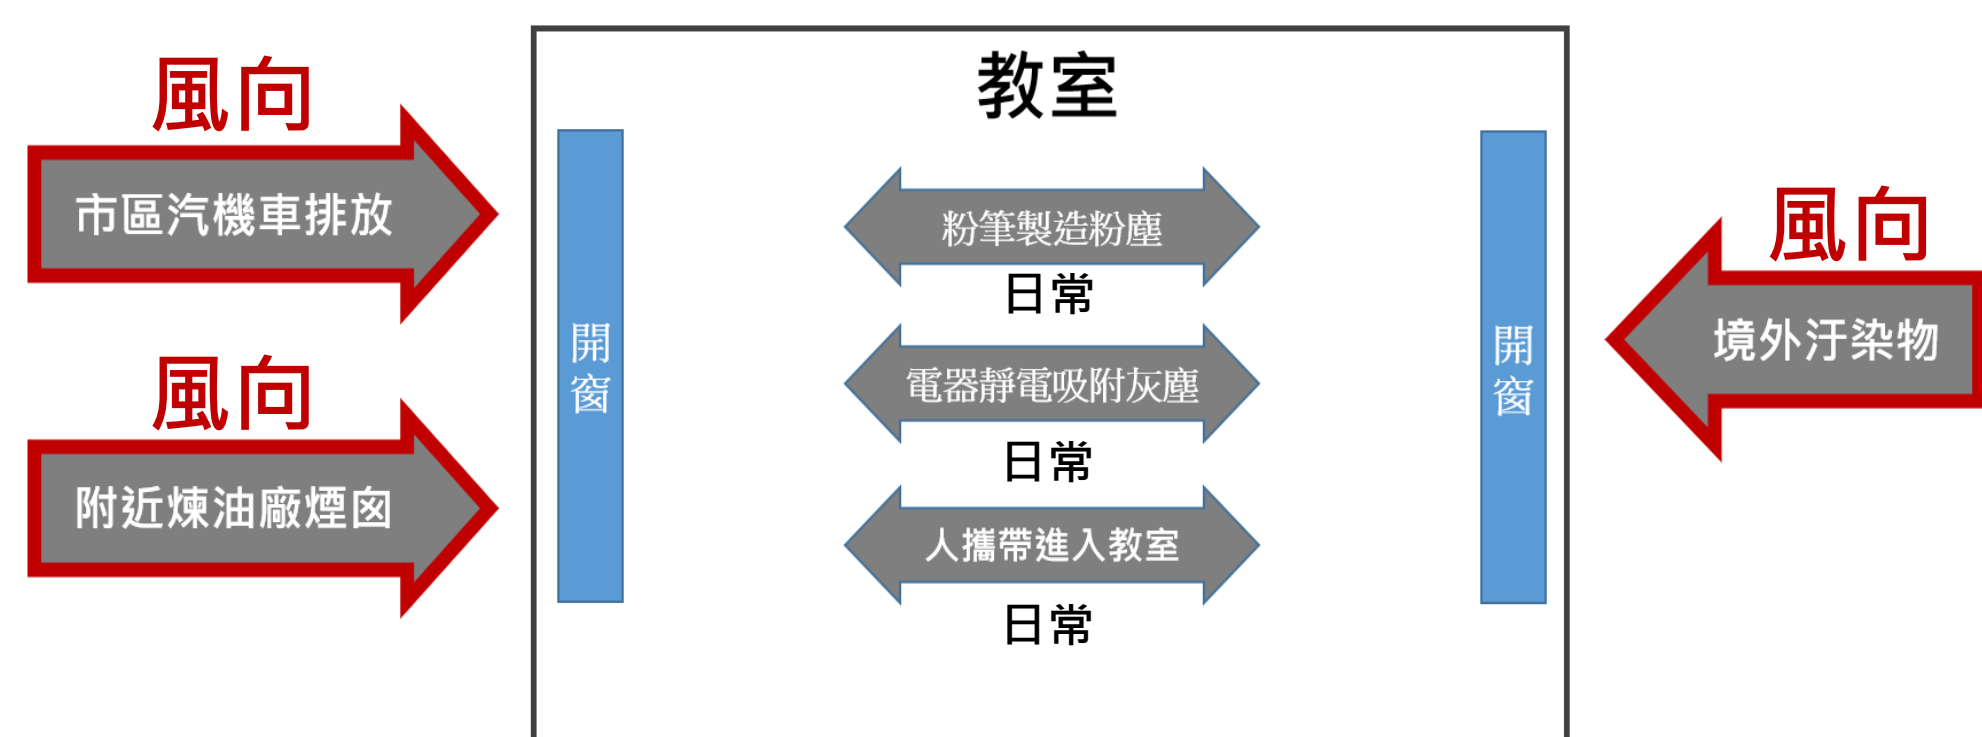 教室
風向
市區汽機車排放
風向
附近煉油廠煙囪
開窗
粉筆製造粉塵
日常
電器靜電吸附灰塵
日常
人攜帶進入教室
日常
開窗
風向
境外汙染物